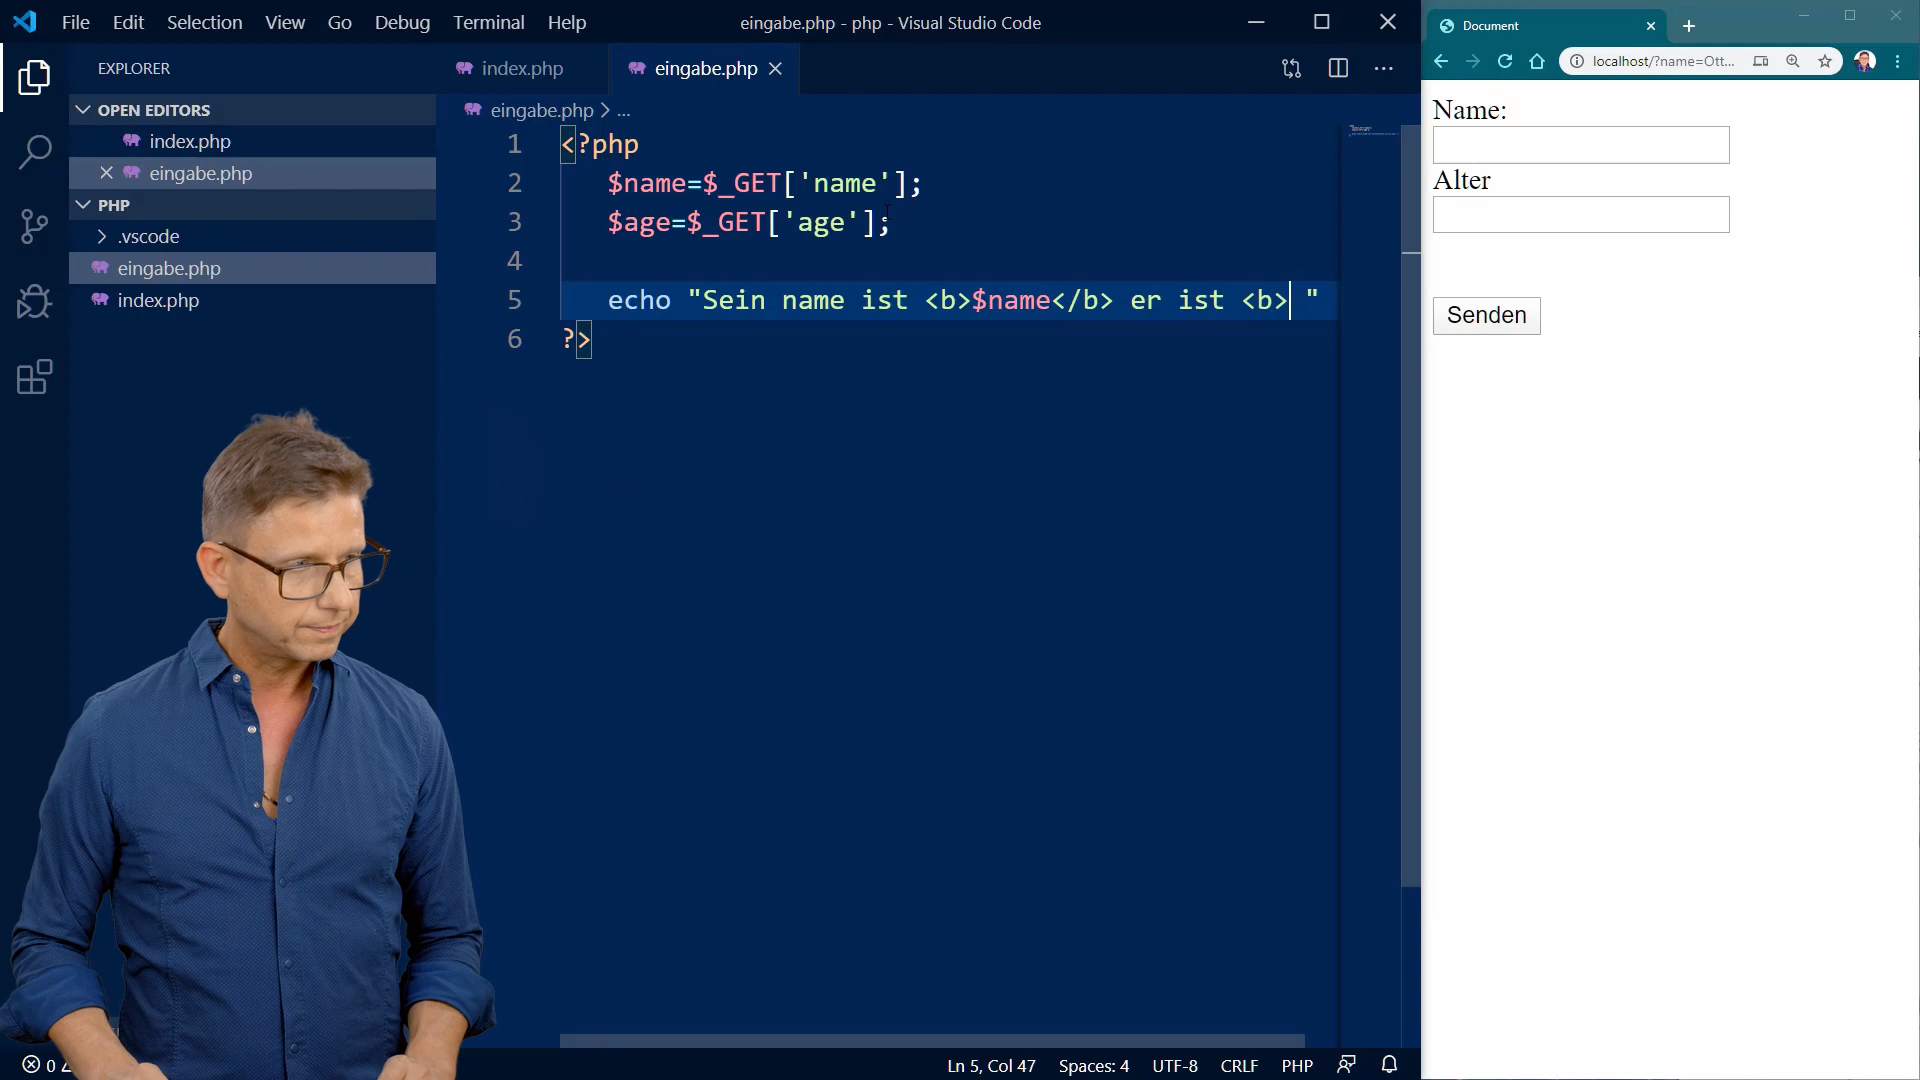 File Edit Selection View Go Debug Terminal Help
eingabe.php - php - Visual Studio Code
EXPLORER
OPEN EDITORS
index.php
eingabe.php
PHP
.vscode
eingabe.php
index.php
index.php
eingabe.php
eingabe.php > ...
1 <?php
2 $name=$_GET['name'];
3 $age=$_GET['age'];
4
5 echo "Sein name ist <b>$name</b> er ist <b> "
6 ?>
0
Ln 5, Col 47 Spaces: 4 UTF-8 CRLF PHP
Document
localhost/?name=Ott...
Name:
Alter
Senden